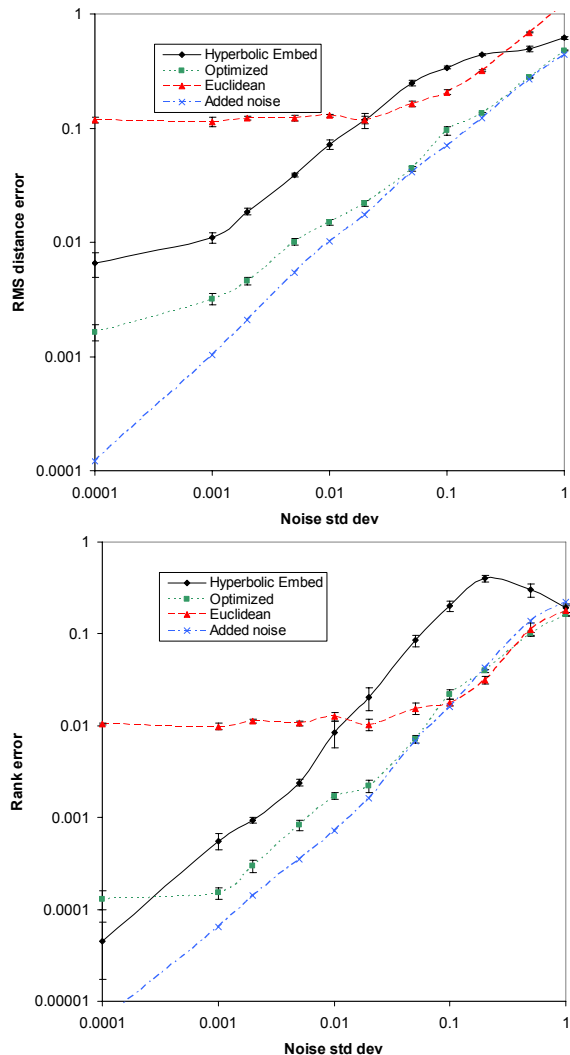 1
0.1
0.01
0.001
0.0001
RMS distance error
Hyperbolic Embed
Optimized
Euclidean
Added noise
0.0001 0.001 0.01 0.1 1
Noise std dev
1
0.1
0.01
0.001
0.0001
0.00001
Rank error
Hyperbolic Embed
Optimized
Euclidean
Added noise
0.0001 0.001 0.01 0.1 1
Noise std dev